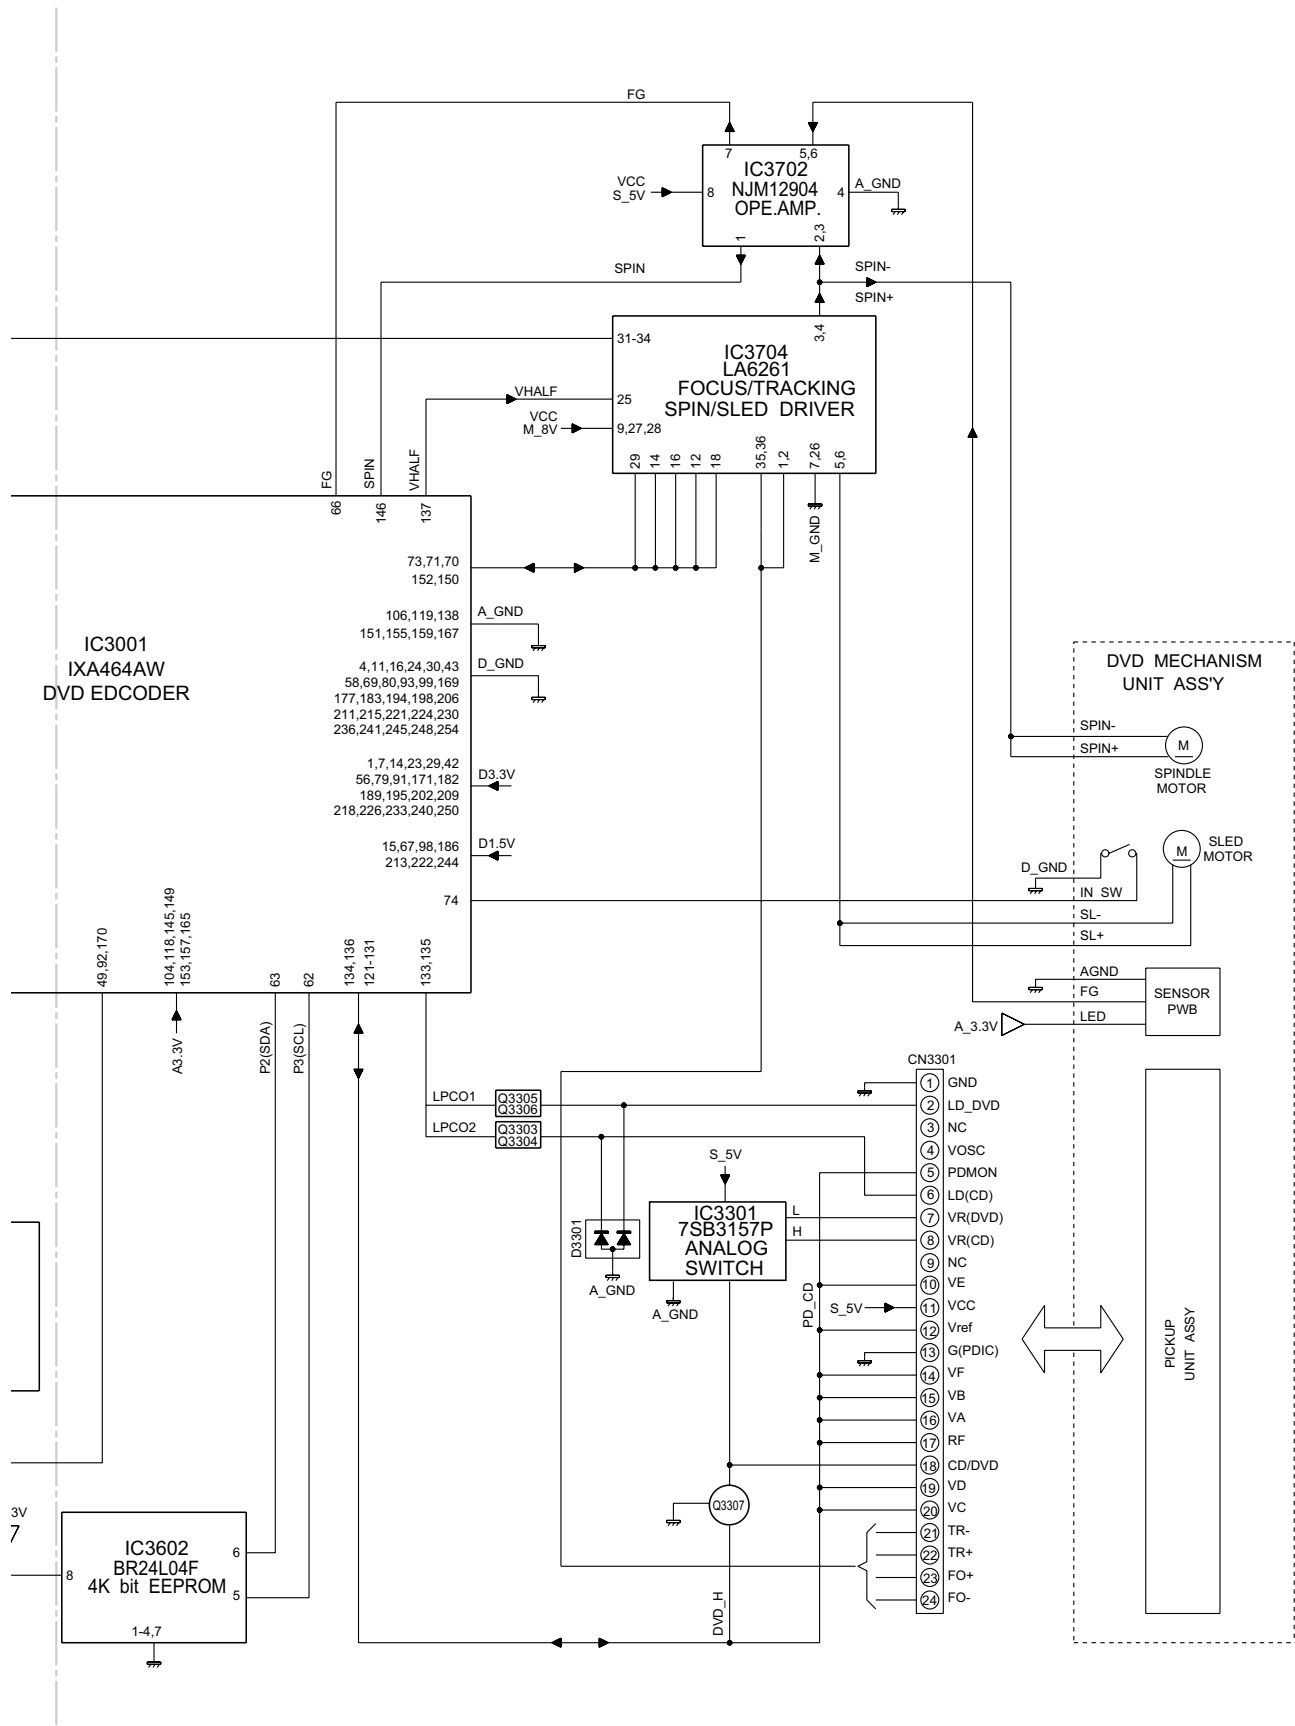 FG
7
5,6
IC3702
NJM12904
OPE.AMP.
VCC
S_5V
8
4
A_GND
1
2,3
SPIN
SPIN-
SPIN+
3,4
31-34
IC3704
LA6261
FOCUS/TRACKING
SPIN/SLED DRIVER
VHALF
25
VCC
M_8V
9,27,28
29
14
16
12
18
35,36
1,2
7,26
5,6
M_GND
FG
SPIN
VHALF
66
146
137
73,71,70
152,150
106,119,138
151,155,159,167
A_GND
IC3001
IXA464AW
DVD EDCODER
4,11,16,24,30,43
58,69,80,93,99,169
177,183,194,198,206
211,215,221,224,230
236,241,245,248,254
D_GND
1,7,14,23,29,42
56,79,91,171,182
189,195,202,209
218,226,233,240,250
D3.3V
15,67,98,186
213,222,244
D1.5V
74
49,92,170
104,118,145,149
153,157,165
63
62
134,136
121-131
133,135
A3.3V
P2(SDA)
P3(SCL)
DVD MECHANISM
UNIT ASS'Y
SPIN-
SPIN+
M
SPINDLE
MOTOR
D_GND
IN SW
M
SLED
MOTOR
SL-
SL+
AGND
FG
LED
A_3.3V
SENSOR
PWB
CN3301
LPCO1
Q3305
Q3306
LPCO2
Q3303
Q3304
S_5V
IC3301
7SB3157P
ANALOG
SWITCH
L
H
D3301
A_GND
A_GND
PD_CD
S_5V
1 GND
2 LD_DVD
3 NC
4 VOSC
5 PDMON
6 LD(CD)
7 VR(DVD)
8 VR(CD)
9 NC
10 VE
11 VCC
12 Vref
13 G(PDIC)
14 VF
15 VB
16 VA
17 RF
18 CD/DVD
19 VD
20 VC
21 TR-
22 TR+
23 FO+
24 FO-
PICKUP
UNIT ASSY
Q3307
DVD_H
3V
IC3602
BR24L04F
4K bit EEPROM
8
6
5
1-4,7